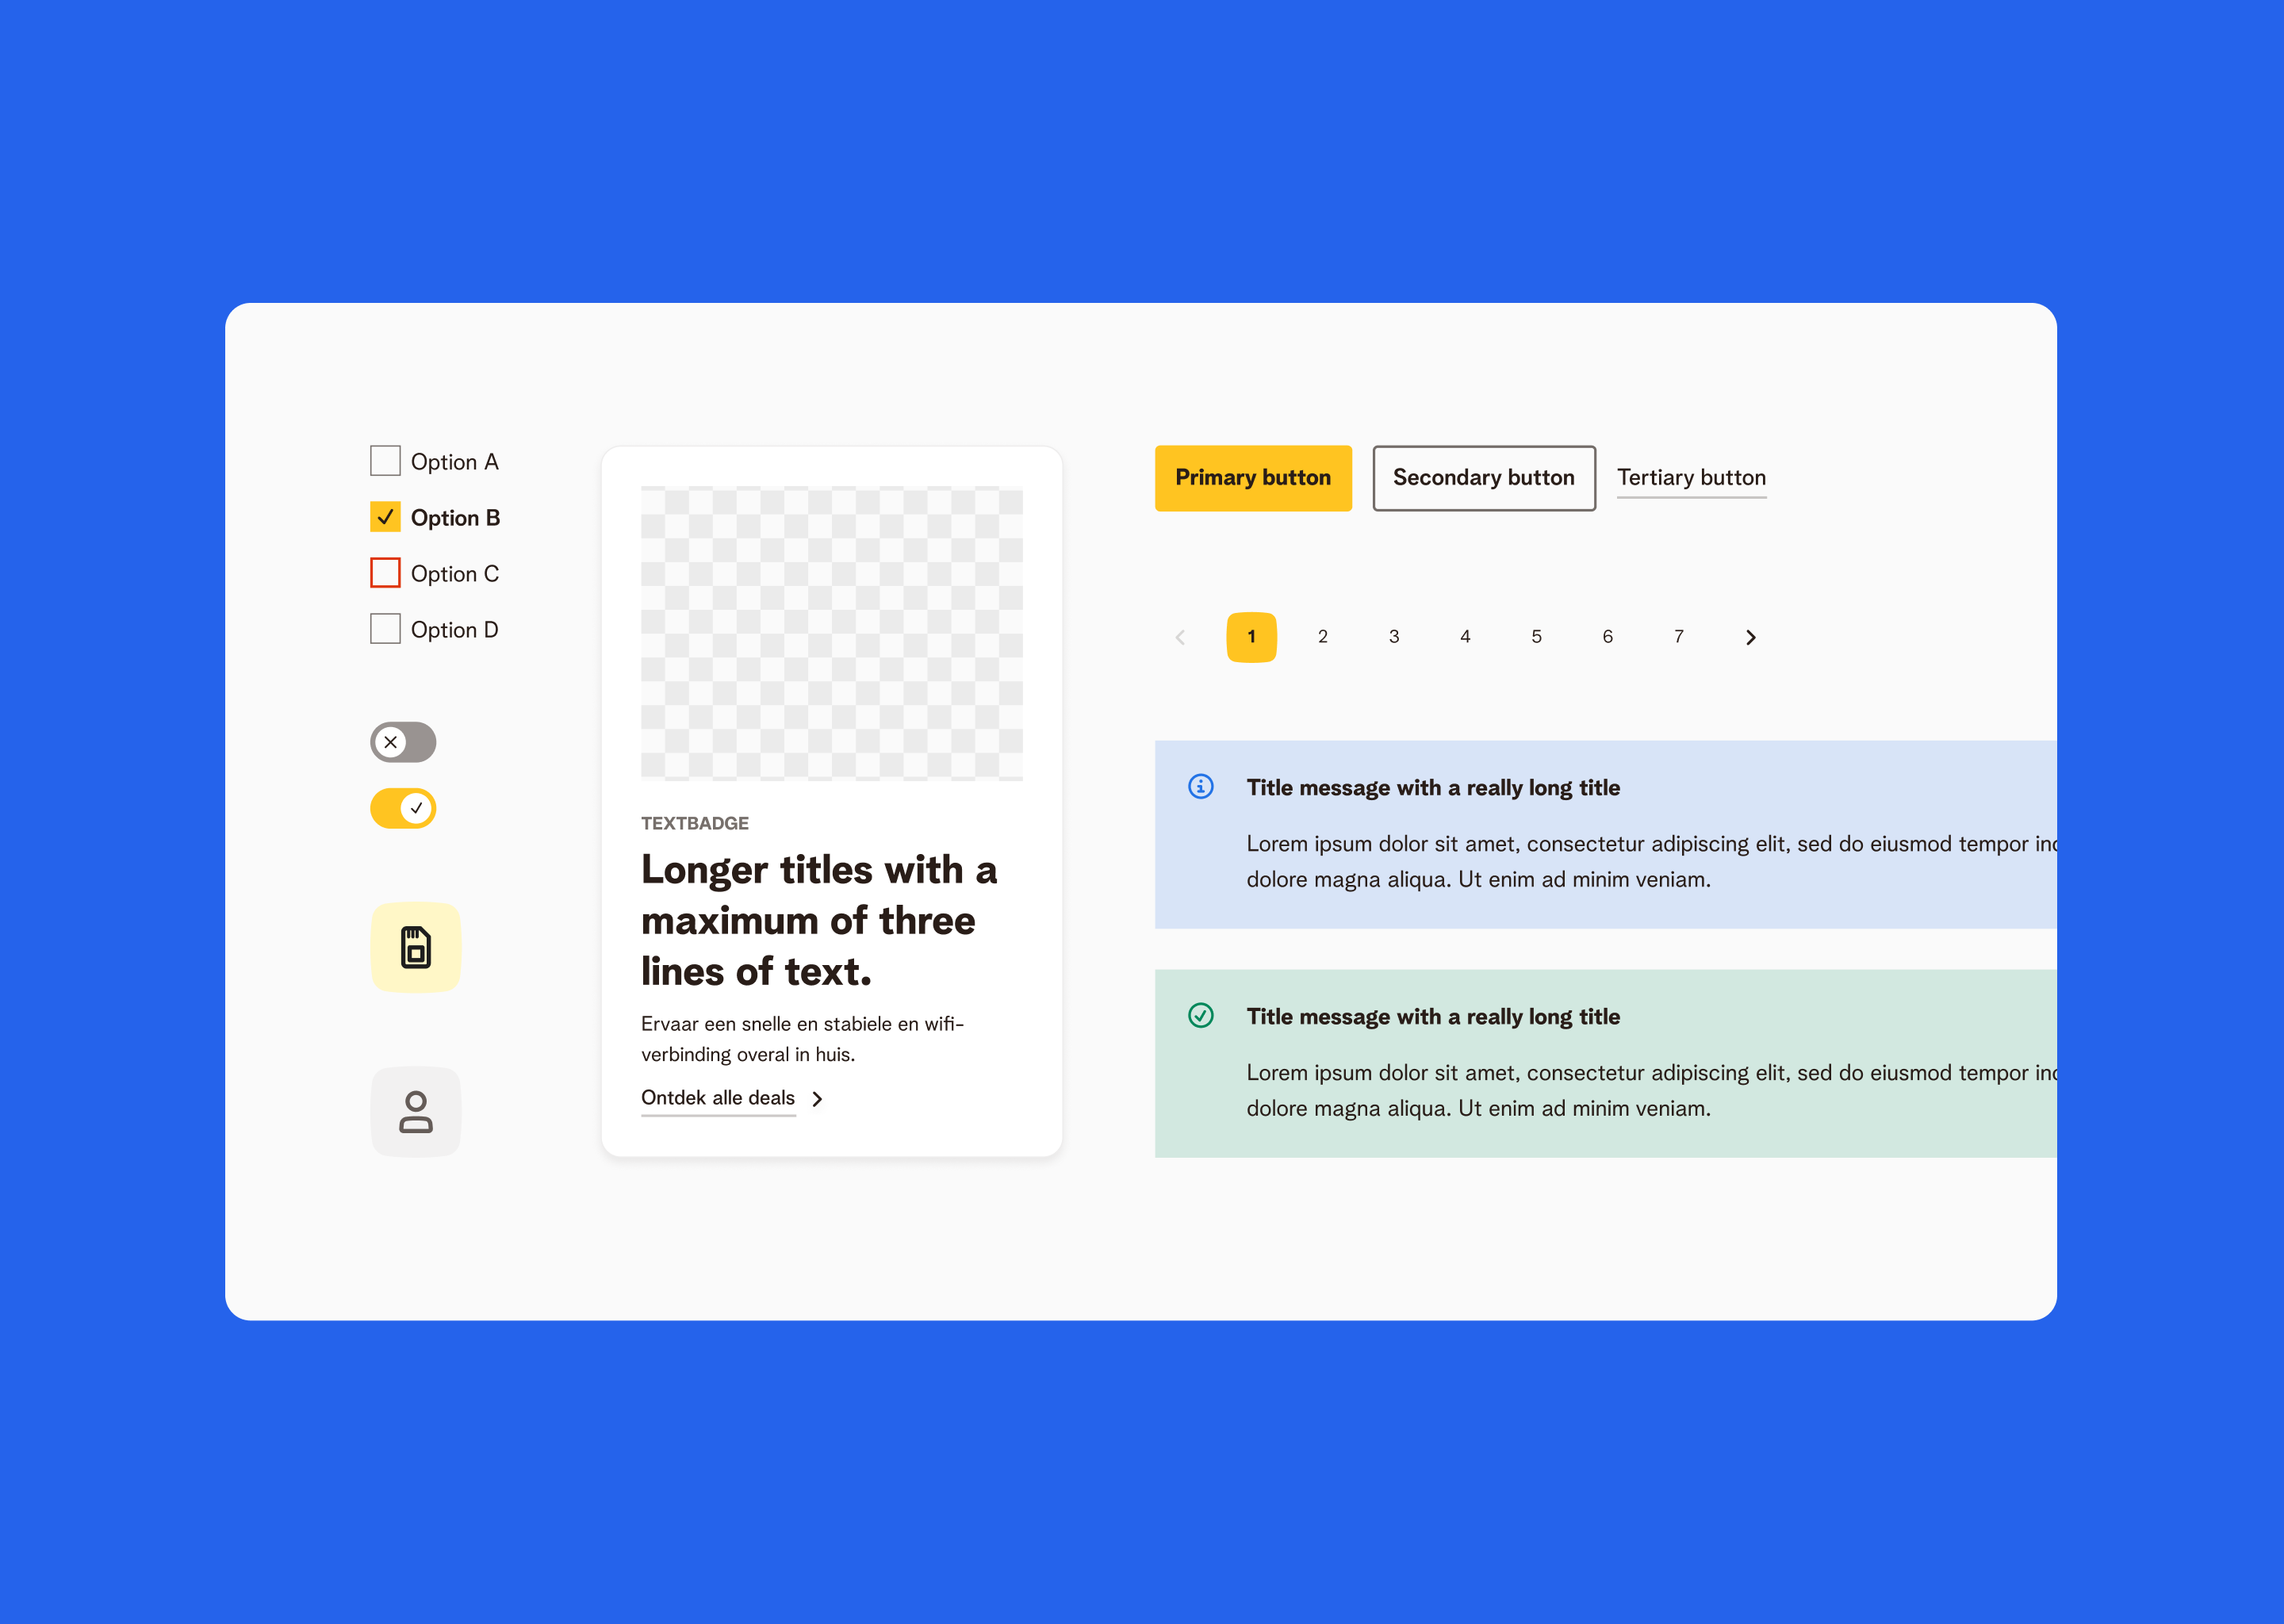 Option A
Option B
Option C
Option D
TEXTBADGE
Longer titles with a
maximum of three
lines of text.
Ervaar een snelle en stabiele en wifi-
verbinding overal in huis.
Ontdek alle deals
Primary button
Secondary button
Tertiary button
1 2 3 4 5 6 7
Title message with a really long title
Lorem ipsum dolor sit amet, consectetur adipiscing elit, sed do eiusmod tempor
dolore magna aliqua. Ut enim ad minim veniam.
Title message with a really long title
Lorem ipsum dolor sit amet, consectetur adipiscing elit, sed do eiusmod tempor
dolore magna aliqua. Ut enim ad minim veniam.